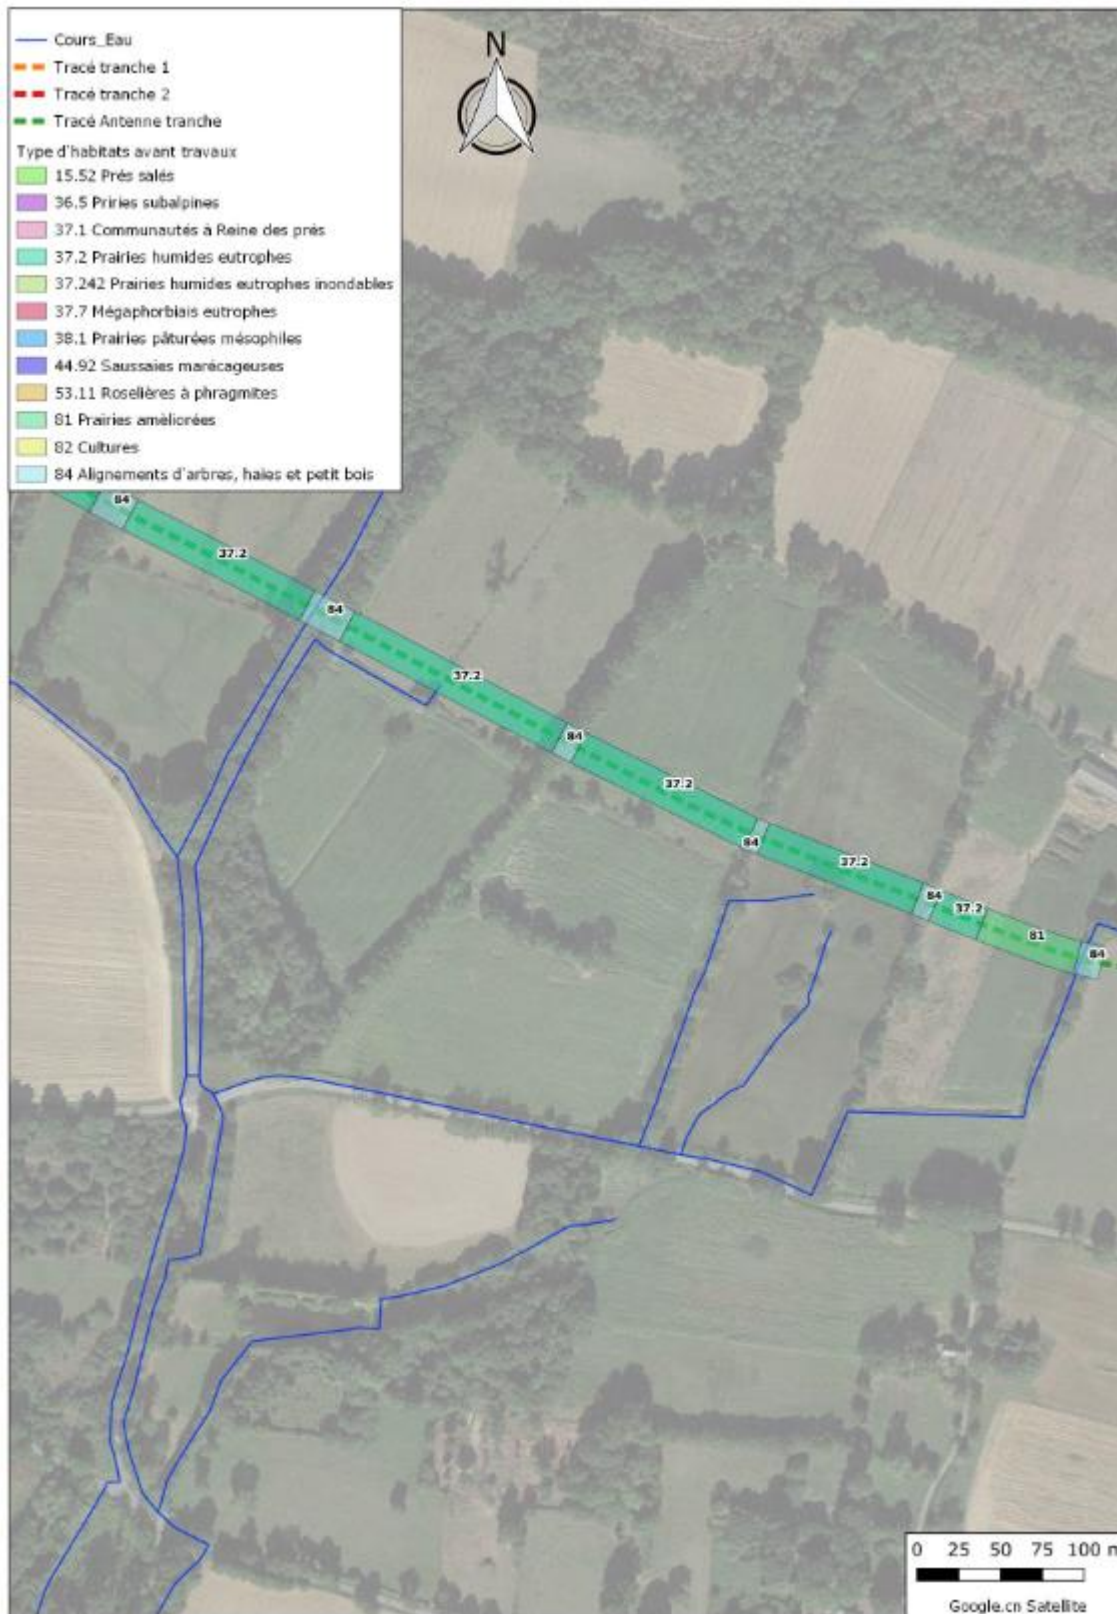 Cours_Eau
Tracé tranche 1
Tracé tranche 2
Tracé Antenne tranche
Type d'habitats avant travaux
15.52 Prés salés
36.5 Priries subalpines
37.1 Communautés à Reine des prés
37.2 Prairies humides eutrophes
37.242 Prairies humides eutrophes inondables
37.7 Mégaphorbiais eutrophes
38.1 Prairies pâturées mésophiles
44.92 Saussaies marécageuses
53.11 Roselières à phragmites
81 Prairies améliorées
82 Cultures
84 Alignements d'arbres, haies et petit bois
N
84
37.2
84
37.2
84
37.2
84
37.2
84
37.2
81
84
0 25 50 75 100 m
Google.cn Satellite